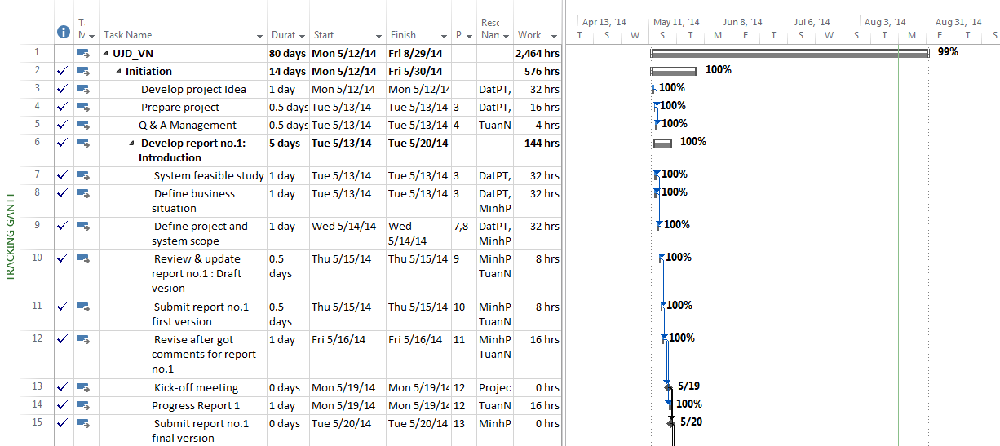 T
M
Task Name
Durat
Start
Finish
P
Resc
Nam
Work
Apr 13, '14
May 11, '14
Jun 8, '14
Jul 6, '14
Aug 3, '14
Aug 31, '14
T S W S T M F T S W S T M F T S
1 UJD_VN 80 days Mon 5/12/14 Fri 8/29/14 2,464 hrs 99%
2 Initiation 14 days Mon 5/12/14 Fri 5/30/14 576 hrs 100%
3 Develop project Idea 1 day Mon 5/12/14 Mon 5/12/14 DatPT, 32 hrs 100%
4 Prepare project 0.5 days Tue 5/13/14 Tue 5/13/14 3 DatPT, 16 hrs 100%
5 Q & A Management 0.5 days Tue 5/13/14 Tue 5/13/14 4 TuanN 4 hrs 100%
6 Develop report no.1: 5 days Tue 5/13/14 Tue 5/20/14 144 hrs 100%
Introduction
7 System feasible study 1 day Tue 5/13/14 Tue 5/13/14 3 DatPT, 32 hrs 100%
8 Define business 1 day Tue 5/13/14 Tue 5/13/14 3 DatPT, 32 hrs 100%
situation MinhP
9 Define project and 1 day Wed 5/14/14 Wed 7,8 DatPT, 32 hrs 100%
system scope 5/14/14 MinhP
10 Review & update 0.5 Thu 5/15/14 Thu 5/15/14 9 MinhP 8 hrs 100%
report no.1 : Draft days TuanN
vesion
11 Submit report no.1 0.5 Thu 5/15/14 Thu 5/15/14 10 MinhP 8 hrs 100%
first version days TuanN
12 Revise after got 1 day Fri 5/16/14 Fri 5/16/14 11 MinhP 16 hrs 100%
comments for report TuanN
no.1
13 Kick-off meeting 0 days Mon 5/19/14 Mon 5/19/14 12 Projec 0 hrs 5/19
14 Progress Report 1 1 day Mon 5/19/14 Mon 5/19/14 12 TuanN 16 hrs 100%
15 Submit report no.1 0 days Tue 5/20/14 Tue 5/20/14 13 MinhP 0 hrs 5/20
final version
TRACKING GANTT